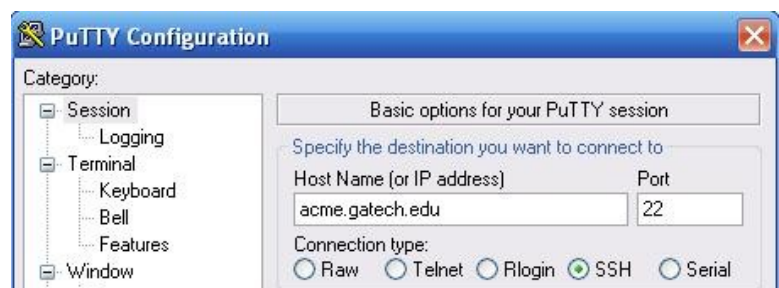 PuTTY Configuration
Category:
Session
Logging
Terminal
Keyboard
Bell
Features
Window
Basic options for your PuTTY session
Specify the destination you want to connect to
Host Name (or IP address) Port
acme.gatech.edu 22
Connection type:
Raw Telnet Rlogin SSH Serial